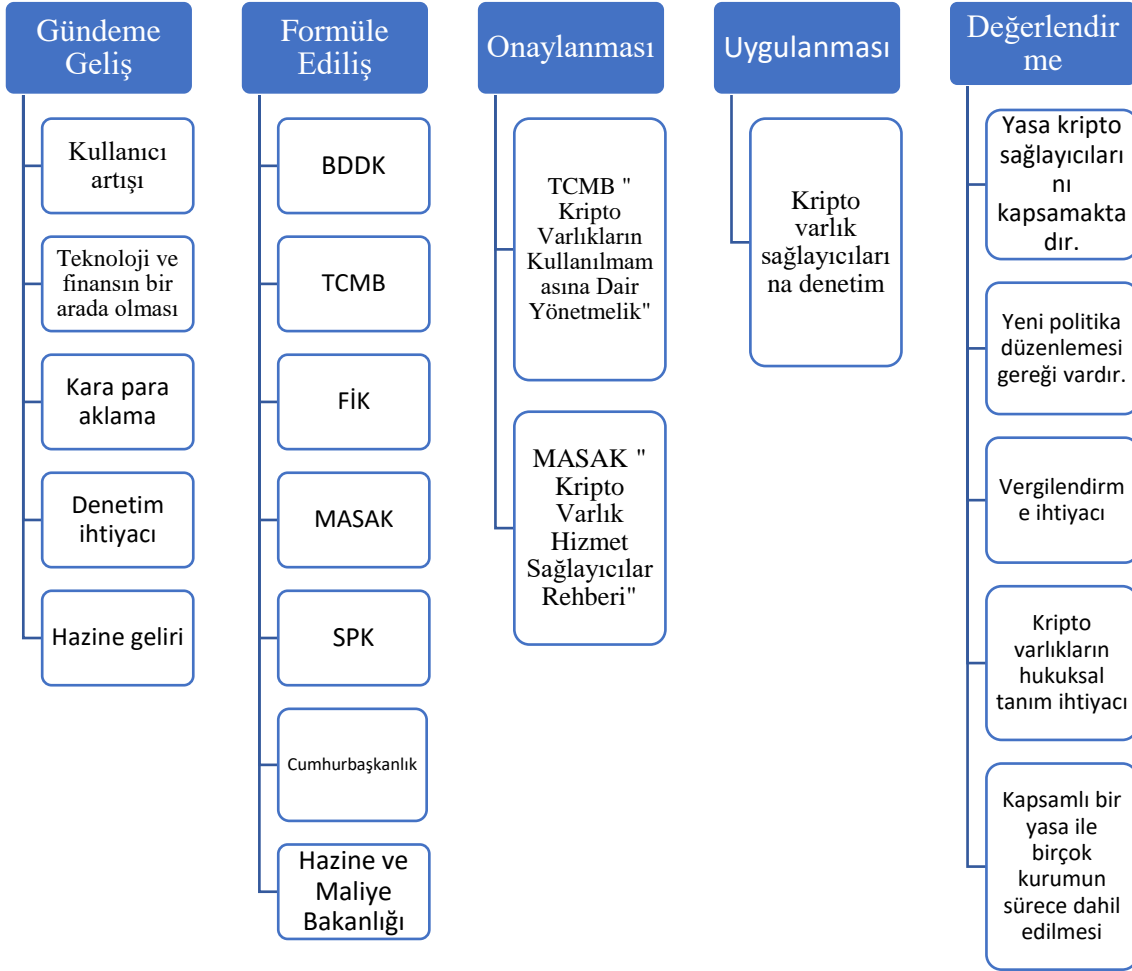 Gündeme
Geliş
Kullanıcı
artışı
Teknoloji ve
finansın bir
arada olması
Kara para
aklama
Denetim
ihtiyacı
Hazine geliri
Formüle
Ediliş
BDDK
TCMB
FİK
MASAK
SPK
Cumhurbaşkanlık
Hazine ve
Maliye
Bakanlığı
Onaylanması
TCMB "
Kripto
Varlıkların
Kullanılmam
asına Dair
Yönetmelik"
MASAK "
Kripto
Varlık
Hizmet
Sağlayıcılar
Rehberi"
Uygulanması
Kripto
varlık
sağlayıcıları
na denetim
Değerlendir
me
Yasa kripto
sağlayıcıları
nı
kapsamakta
dır.
Yeni politika
düzenlemesi
gereği vardır.
Vergilendirm
e ihtiyacı
Kripto
varlıkların
hukuksal
tanım ihtiyacı
Kapsamlı bir
yasa ile
birçok
kurumun
sürece dahil
edilmesi